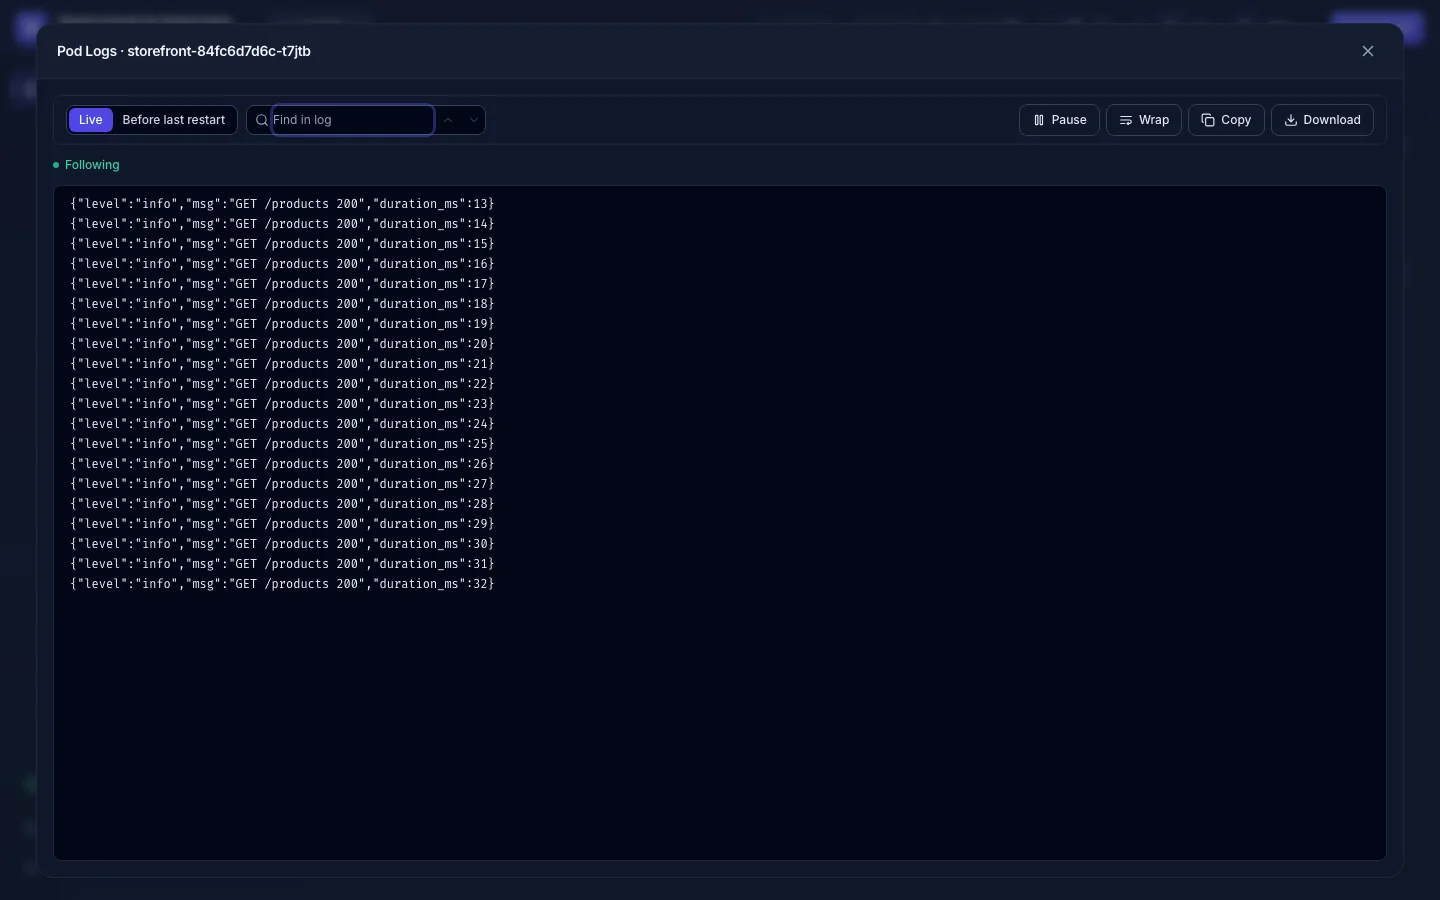 Pod Logs · storefront-84fc6d7d6c-t7jtb
Live Before last restart Find in log Pause Wrap Copy Download
Following
{"level":"info","msg":"GET /products 200","duration_ms":13}
{"level":"info","msg":"GET /products 200","duration_ms":14}
{"level":"info","msg":"GET /products 200","duration_ms":15}
{"level":"info","msg":"GET /products 200","duration_ms":16}
{"level":"info","msg":"GET /products 200","duration_ms":17}
{"level":"info","msg":"GET /products 200","duration_ms":18}
{"level":"info","msg":"GET /products 200","duration_ms":19}
{"level":"info","msg":"GET /products 200","duration_ms":20}
{"level":"info","msg":"GET /products 200","duration_ms":21}
{"level":"info","msg":"GET /products 200","duration_ms":22}
{"level":"info","msg":"GET /products 200","duration_ms":23}
{"level":"info","msg":"GET /products 200","duration_ms":24}
{"level":"info","msg":"GET /products 200","duration_ms":25}
{"level":"info","msg":"GET /products 200","duration_ms":26}
{"level":"info","msg":"GET /products 200","duration_ms":27}
{"level":"info","msg":"GET /products 200","duration_ms":28}
{"level":"info","msg":"GET /products 200","duration_ms":29}
{"level":"info","msg":"GET /products 200","duration_ms":30}
{"level":"info","msg":"GET /products 200","duration_ms":31}
{"level":"info","msg":"GET /products 200","duration_ms":32}